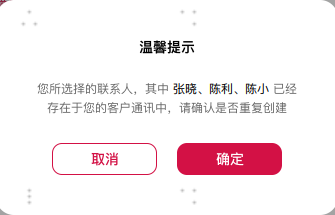 温馨提示
您所选择的联系人，其中 张晓、陈利、陈小 已经
存在于您的客户通讯中，请确认是否重复创建
取消
确定